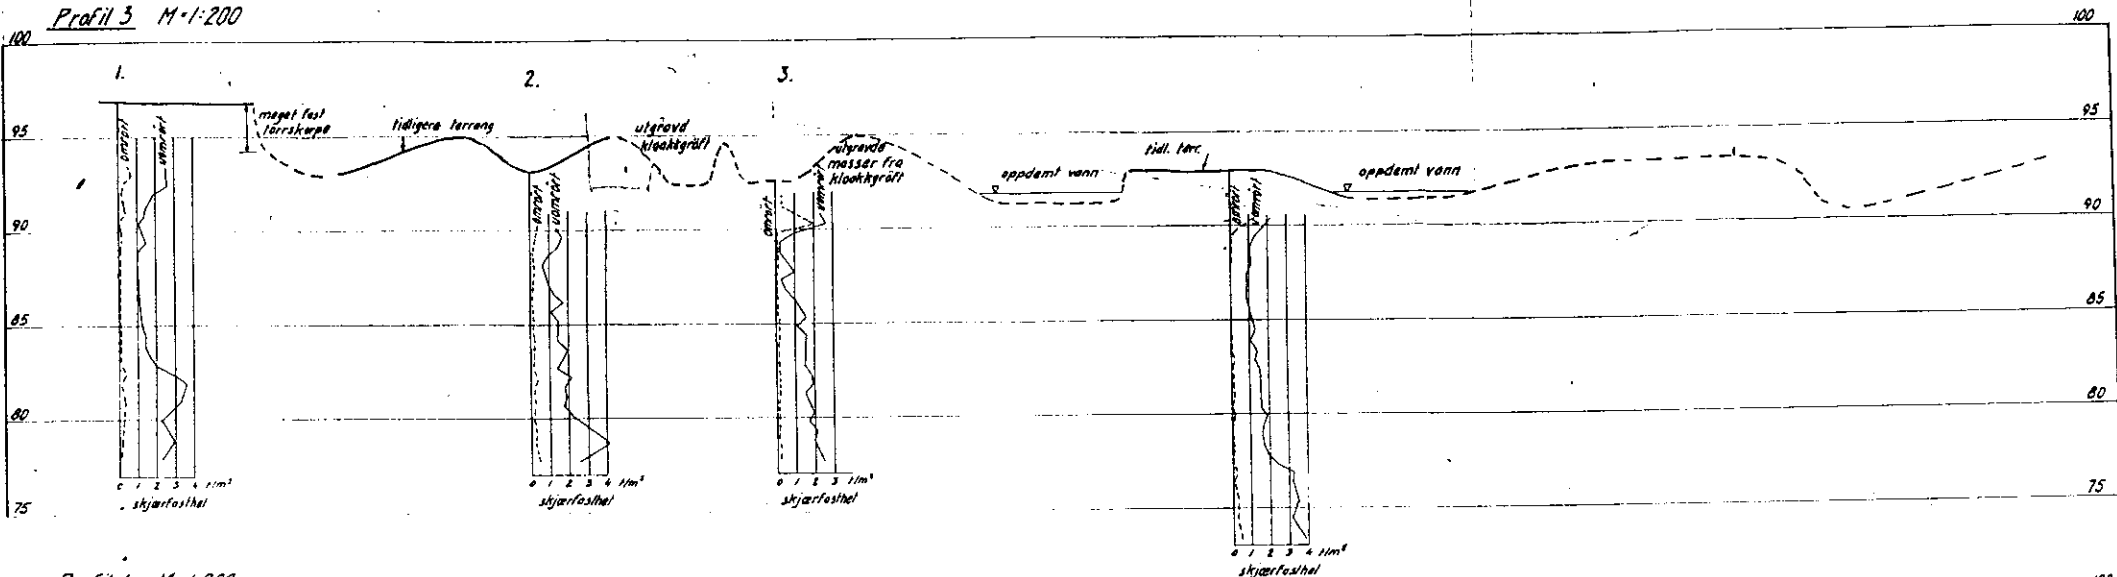 Profil 3 M=1:200
100
100
1.
2.
3.
95
95
meget fast
tørrskorpe
tidligere terreng
utgravd
kloakkgrøft
utgravde
masser fra
kloakkgrøft
oppdemt vann
tidl. terr.
oppdemt vann
omrørt
uomrørt
omrørt
uomrørt
omrørt
uomrørt
omrørt
uomrørt
90
90
85
85
80
80
75
75
0 1 2 3 4 t/m²
skjærfasthet
0 1 2 3 4 t/m²
skjærfasthet
0 1 2 3 t/m²
skjærfasthet
0 1 2 3 4 t/m²
skjærfasthet